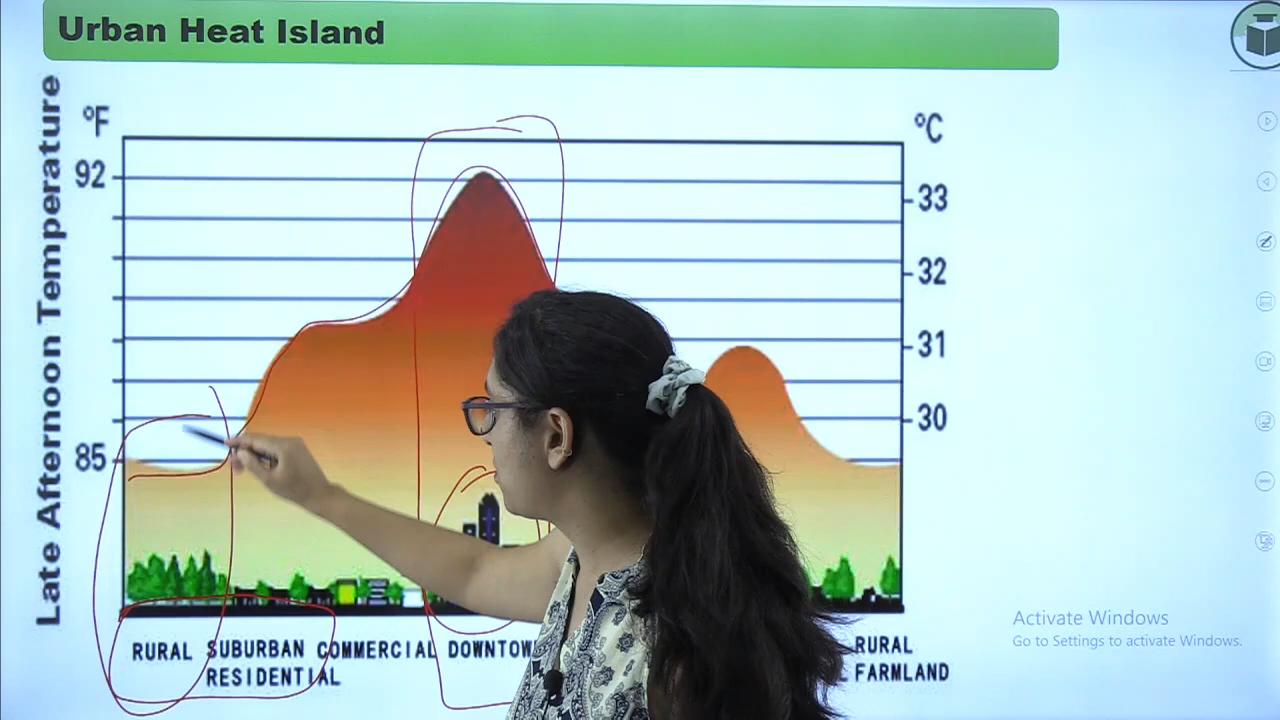 Urban Heat Island
Late Afternoon Temperature
°F
°C
92
85
33
32
31
30
RURAL SUBURBAN COMMERCIAL
RESIDENTIAL
RURAL
FARMLAND
Activate Windows
Go to Settings to activate Windows.